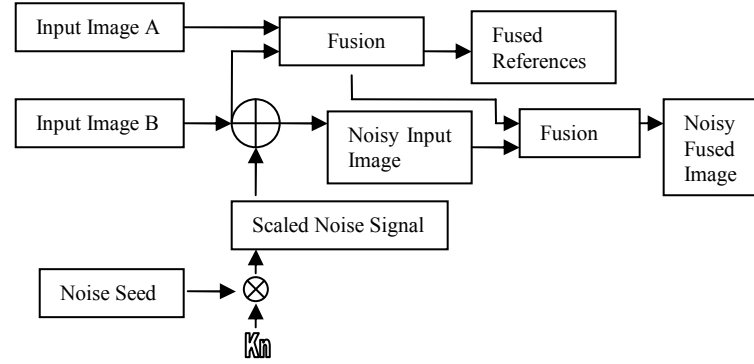 Input Image A
Fusion
Fused
References
Input Image B
Noisy Input
Image
Fusion
Noisy
Fused
Image
Scaled Noise Signal
Noise Seed
Kn